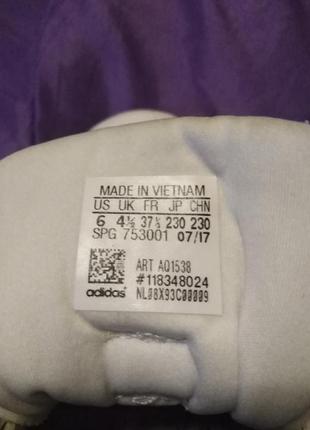 MADE IN VIETNAM
US UK FR JP CHN
6 4½ 37⅓ 230 230
SPG 753001 07/17
ART AQ1538
#118348024
adidas NL08X93C00009